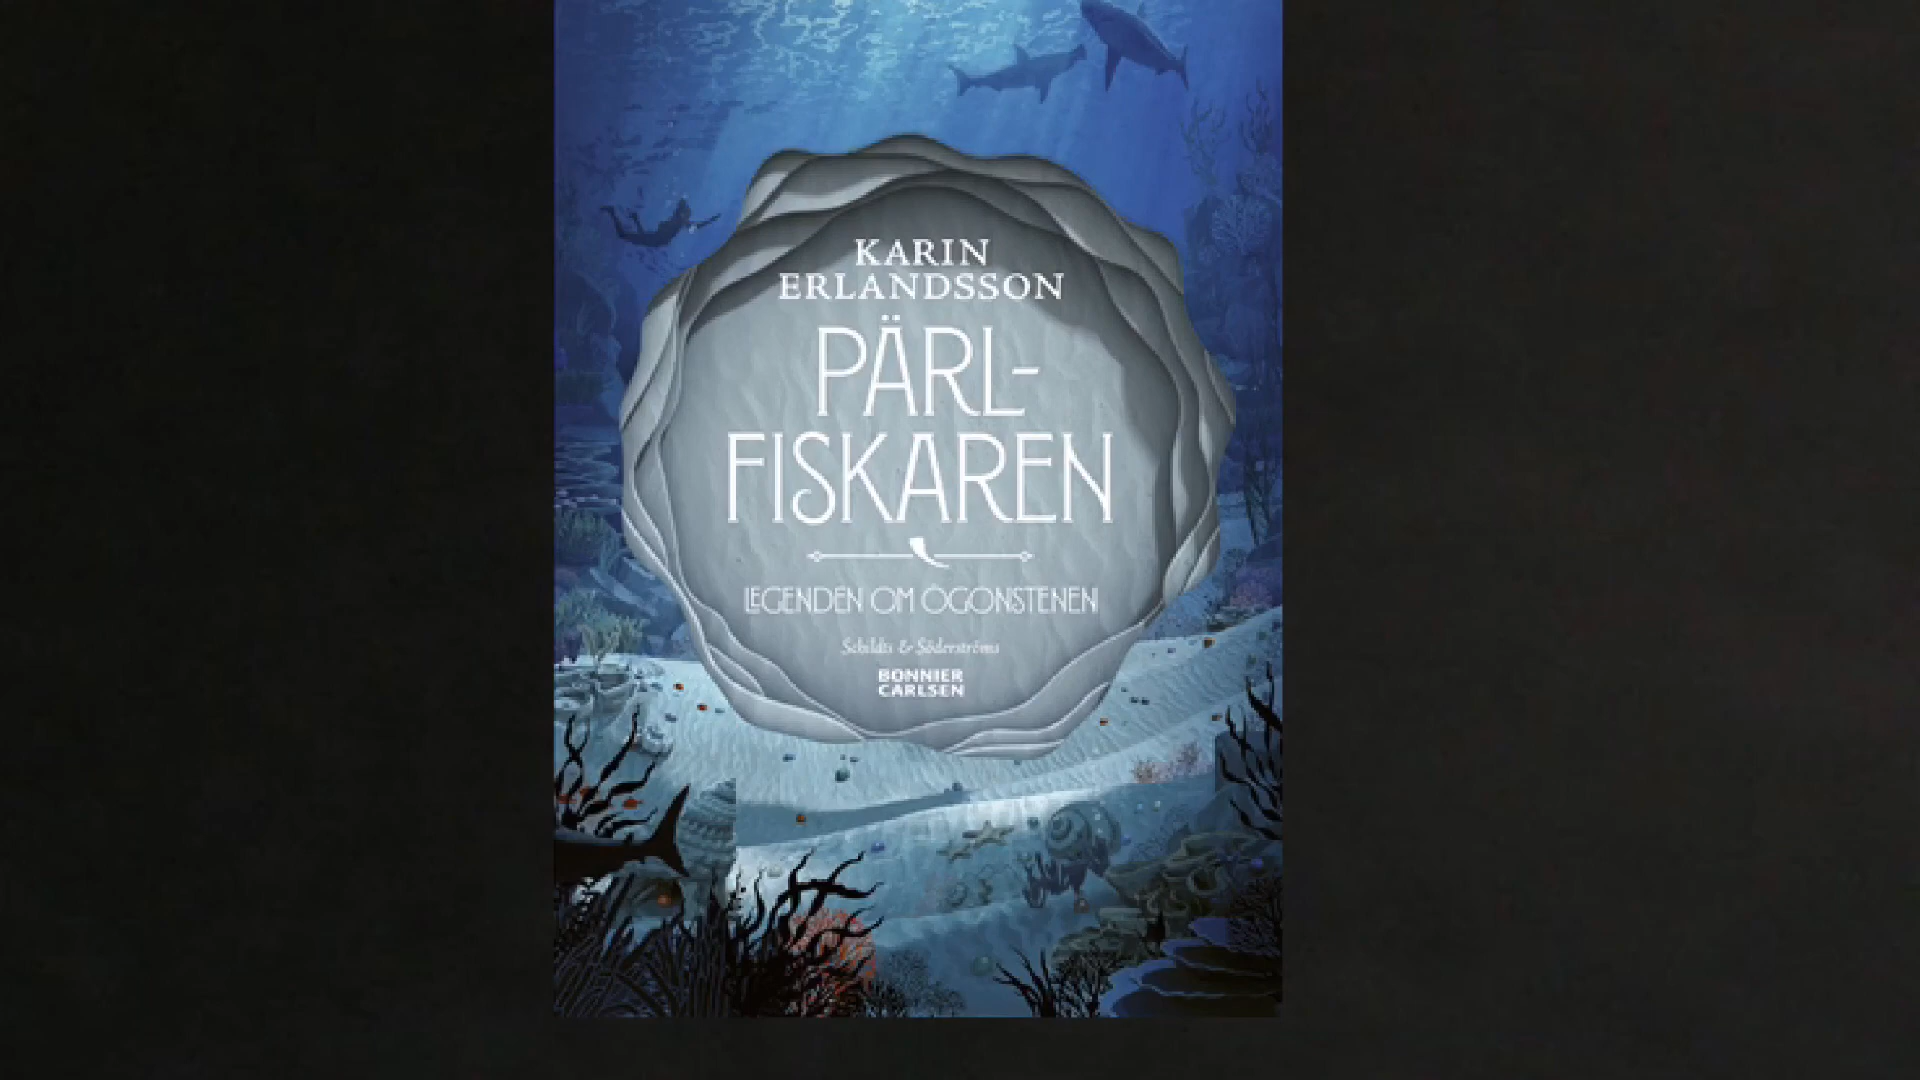 KARIN
ERLANDSSON
PÄRL-
FISKAREN
LEGENDEN OM ÖGONSTENEN
Schildts & Söderströms
BONNIER
CARLSEN